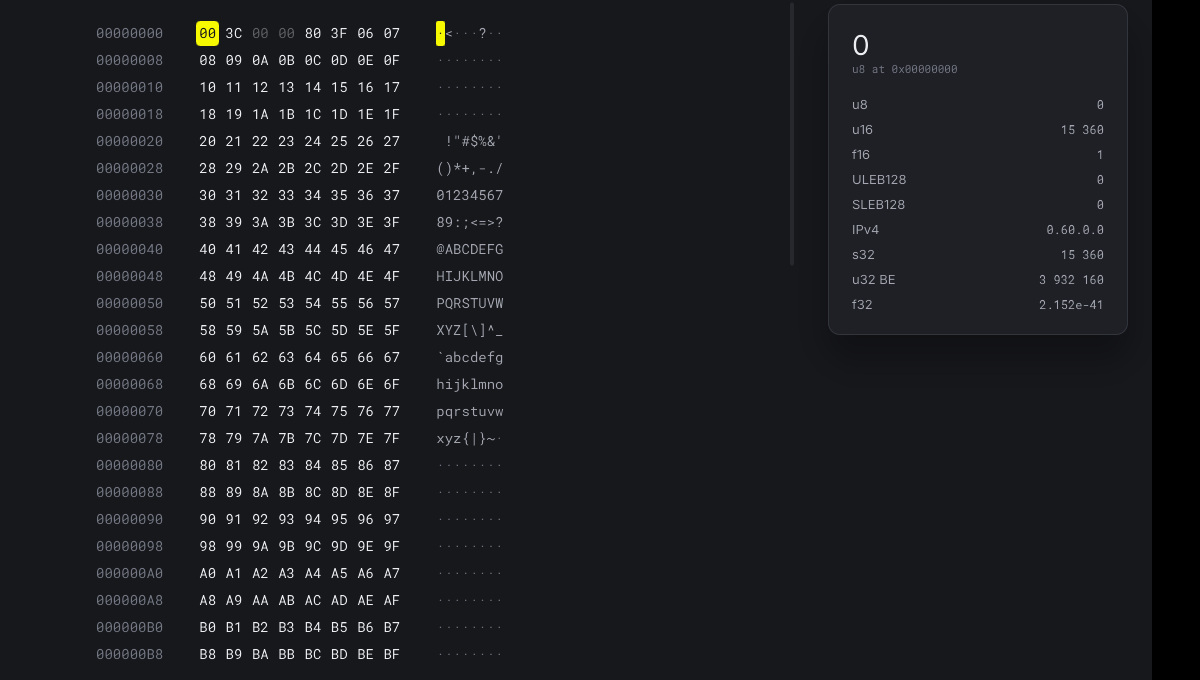 00000000 00 3C 00 00 80 3F 06 07 ·<···?··
00000008 08 09 0A 0B 0C 0D 0E 0F ········
00000010 10 11 12 13 14 15 16 17 ········
00000018 18 19 1A 1B 1C 1D 1E 1F ········
00000020 20 21 22 23 24 25 26 27  !"#$%&'
00000028 28 29 2A 2B 2C 2D 2E 2F ()*+,-./
00000030 30 31 32 33 34 35 36 37 01234567
00000038 38 39 3A 3B 3C 3D 3E 3F 89:;<=>?
00000040 40 41 42 43 44 45 46 47 @ABCDEFG
00000048 48 49 4A 4B 4C 4D 4E 4F HIJKLMNO
00000050 50 51 52 53 54 55 56 57 PQRSTUVW
00000058 58 59 5A 5B 5C 5D 5E 5F XYZ[\]^_
00000060 60 61 62 63 64 65 66 67 `abcdefg
00000068 68 69 6A 6B 6C 6D 6E 6F hijklmno
00000070 70 71 72 73 74 75 76 77 pqrstuvw
00000078 78 79 7A 7B 7C 7D 7E 7F xyz{|}~·
00000080 80 81 82 83 84 85 86 87 ········
00000088 88 89 8A 8B 8C 8D 8E 8F ········
00000090 90 91 92 93 94 95 96 97 ········
00000098 98 99 9A 9B 9C 9D 9E 9F ········
000000A0 A0 A1 A2 A3 A4 A5 A6 A7 ········
000000A8 A8 A9 AA AB AC AD AE AF ········
000000B0 B0 B1 B2 B3 B4 B5 B6 B7 ········
000000B8 B8 B9 BA BB BC BD BE BF ········
0
u8 at 0x00000000
u8 0
u16 15 360
f16 1
ULEB128 0
SLEB128 0
IPv4 0.60.0.0
s32 15 360
u32 BE 3 932 160
f32 2.152e-41